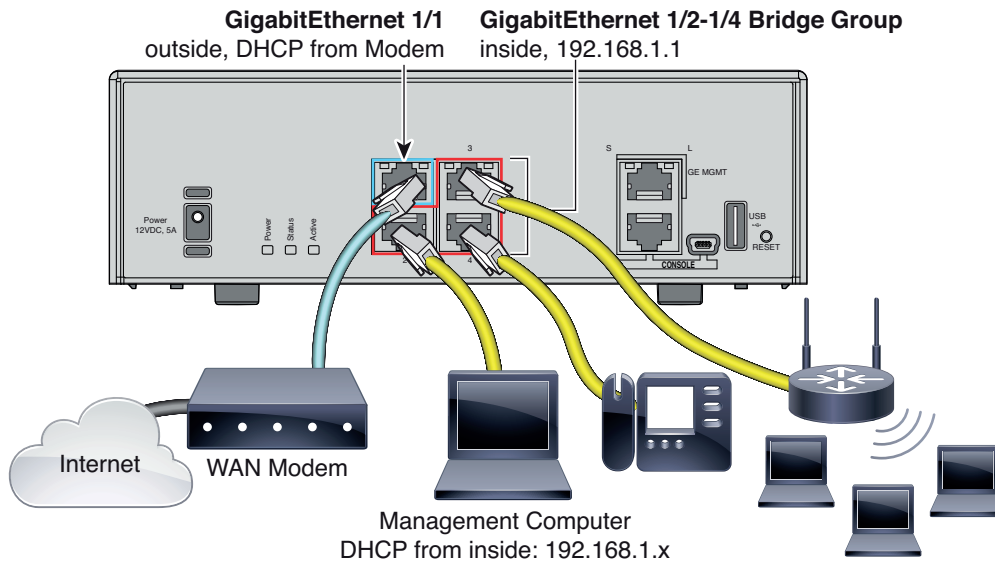 GigabitEthernet 1/1
outside, DHCP from Modem
GigabitEthernet 1/2-1/4 Bridge Group
inside, 192.168.1.1
3
S
L
GE MGMT
Power
12VDC, 5A
Power
Status
Active
2
4
USB
RESET
CONSOLE
Internet
WAN Modem
Management Computer
DHCP from inside: 192.168.1.x